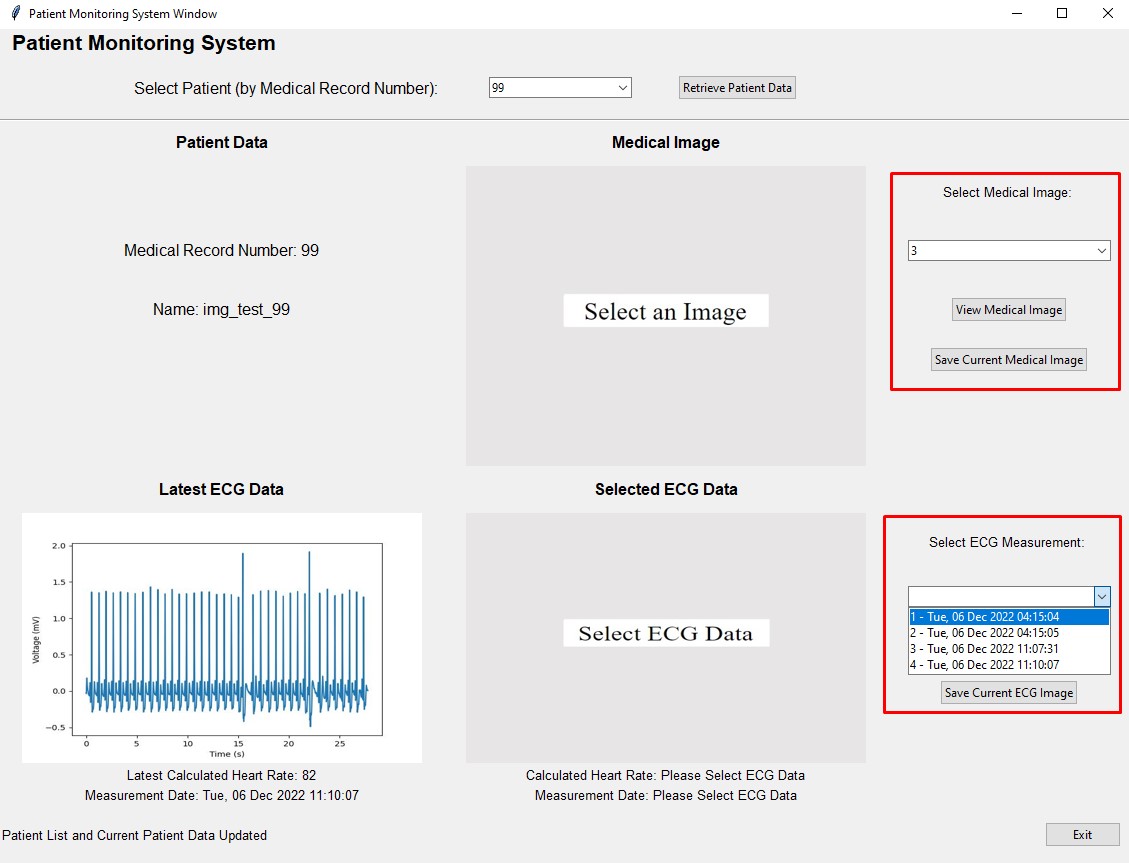 Patient Monitoring System Window
Patient Monitoring System
Select Patient (by Medical Record Number):
99
Retrieve Patient Data
Patient Data
Medical Record Number: 99
Name: img_test_99
Medical Image
Select an Image
Select Medical Image:
3
View Medical Image
Save Current Medical Image
Latest ECG Data
2.0
1.5
1.0
0.5
0.0
−0.5
Voltage (mV)
0 5 10 15 20 25
Time (s)
Latest Calculated Heart Rate: 82
Measurement Date: Tue, 06 Dec 2022 11:10:07
Selected ECG Data
Select ECG Data
Calculated Heart Rate: Please Select ECG Data
Measurement Date: Please Select ECG Data
Select ECG Measurement:
1 - Tue, 06 Dec 2022 04:15:04
2 - Tue, 06 Dec 2022 04:15:05
3 - Tue, 06 Dec 2022 11:07:31
4 - Tue, 06 Dec 2022 11:10:07
Save Current ECG Image
Patient List and Current Patient Data Updated
Exit